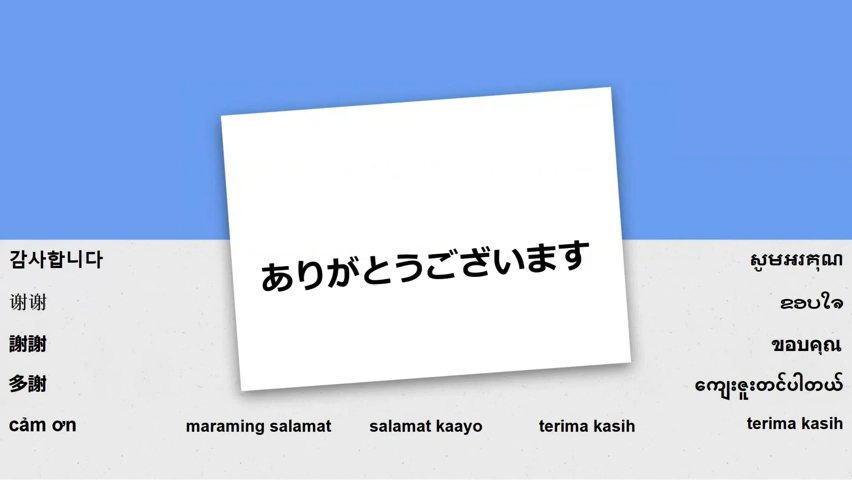 ありがとうございます
감사합니다
សូមអរគុណ
谢谢
ຂອບໃຈ
謝謝
ขอบคุณ
多謝
ကျေးဇူးတင်ပါတယ်
cảm ơn
maraming salamat
salamat kaayo
terima kasih
terima kasih